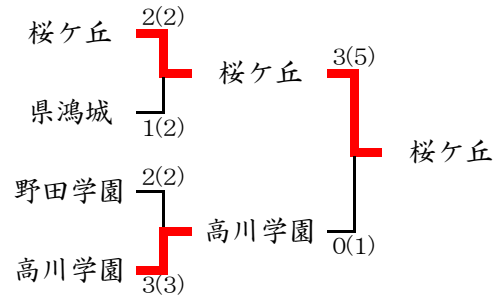 2(2)
桜ケ丘
桜ケ丘
3(5)
県鴻城
1(2)
桜ケ丘
野田学園
2(2)
高川学園
0(1)
高川学園
3(3)